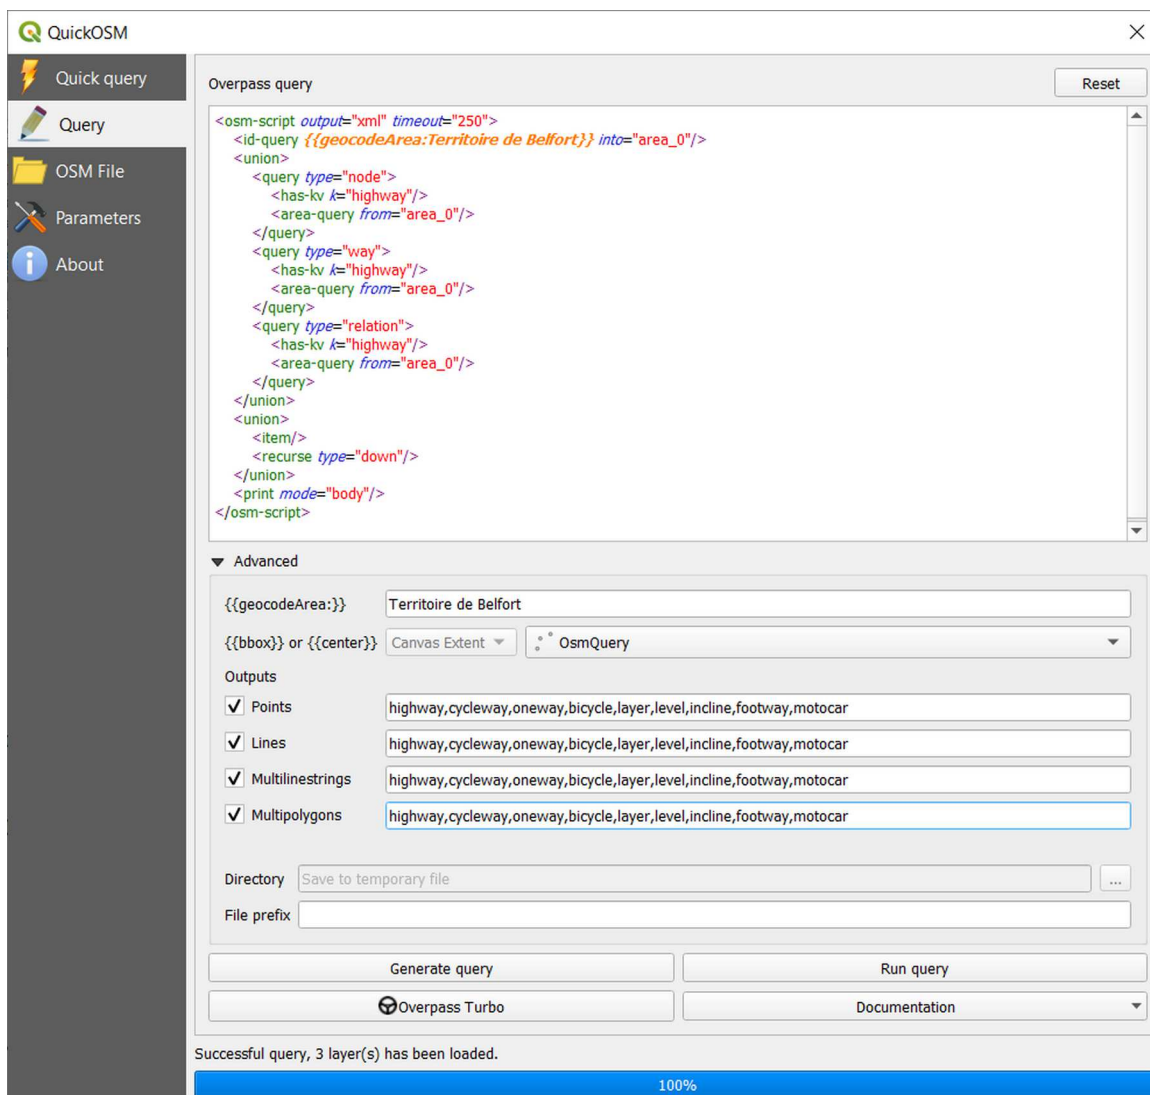 QuickOSM
Quick query
Query
OSM File
Parameters
About
Overpass query
Reset
<osm-script output="xml" timeout="250">
<id-query {{geocodeArea:Territoire de Belfort}} into="area_0"/>
<union>
<query type="node">
<has-kv k="highway"/>
<area-query from="area_0"/>
</query>
<query type="way">
<has-kv k="highway"/>
<area-query from="area_0"/>
</query>
<query type="relation">
<has-kv k="highway"/>
<area-query from="area_0"/>
</query>
</union>
<union>
<item/>
<recurse type="down"/>
</union>
<print mode="body"/>
</osm-script>
Advanced
{{geocodeArea:}} Territoire de Belfort
{{bbox}} or {{center}} Canvas Extent OsmQuery
Outputs
Points highway,cycleway,oneway,bicycle,layer,level,incline,footway,motocar
Lines highway,cycleway,oneway,bicycle,layer,level,incline,footway,motocar
Multilinestrings highway,cycleway,oneway,bicycle,layer,level,incline,footway,motocar
Multipolygons highway,cycleway,oneway,bicycle,layer,level,incline,footway,motocar
Directory Save to temporary file ...
File prefix
Generate query Run query
Overpass Turbo Documentation
Successful query, 3 layer(s) has been loaded.
100%